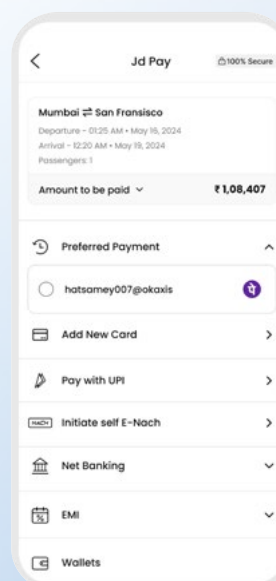 Jd Pay
100% Secure
Mumbai ⇌ San Fransisco
Departure - 01:25 AM • May 16, 2024
Arrival - 12:20 AM • May 19, 2024
Passengers: 1
Amount to be paid
₹ 1,08,407
Preferred Payment
hatsamey007@okaxis
पे
Add New Card
Pay with UPI
NACH
Initiate self E-Nach
Net Banking
%
EMI
Wallets